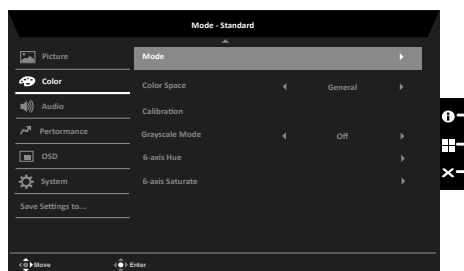 Mode - Standard
Picture
Mode
Color
Color Space
General
Audio
Calibration
Pertormance
Grayscale Mode
Off
OSD
6-axis Hue
System
6-axis Saturate
Save Settings to...
Move
Enter